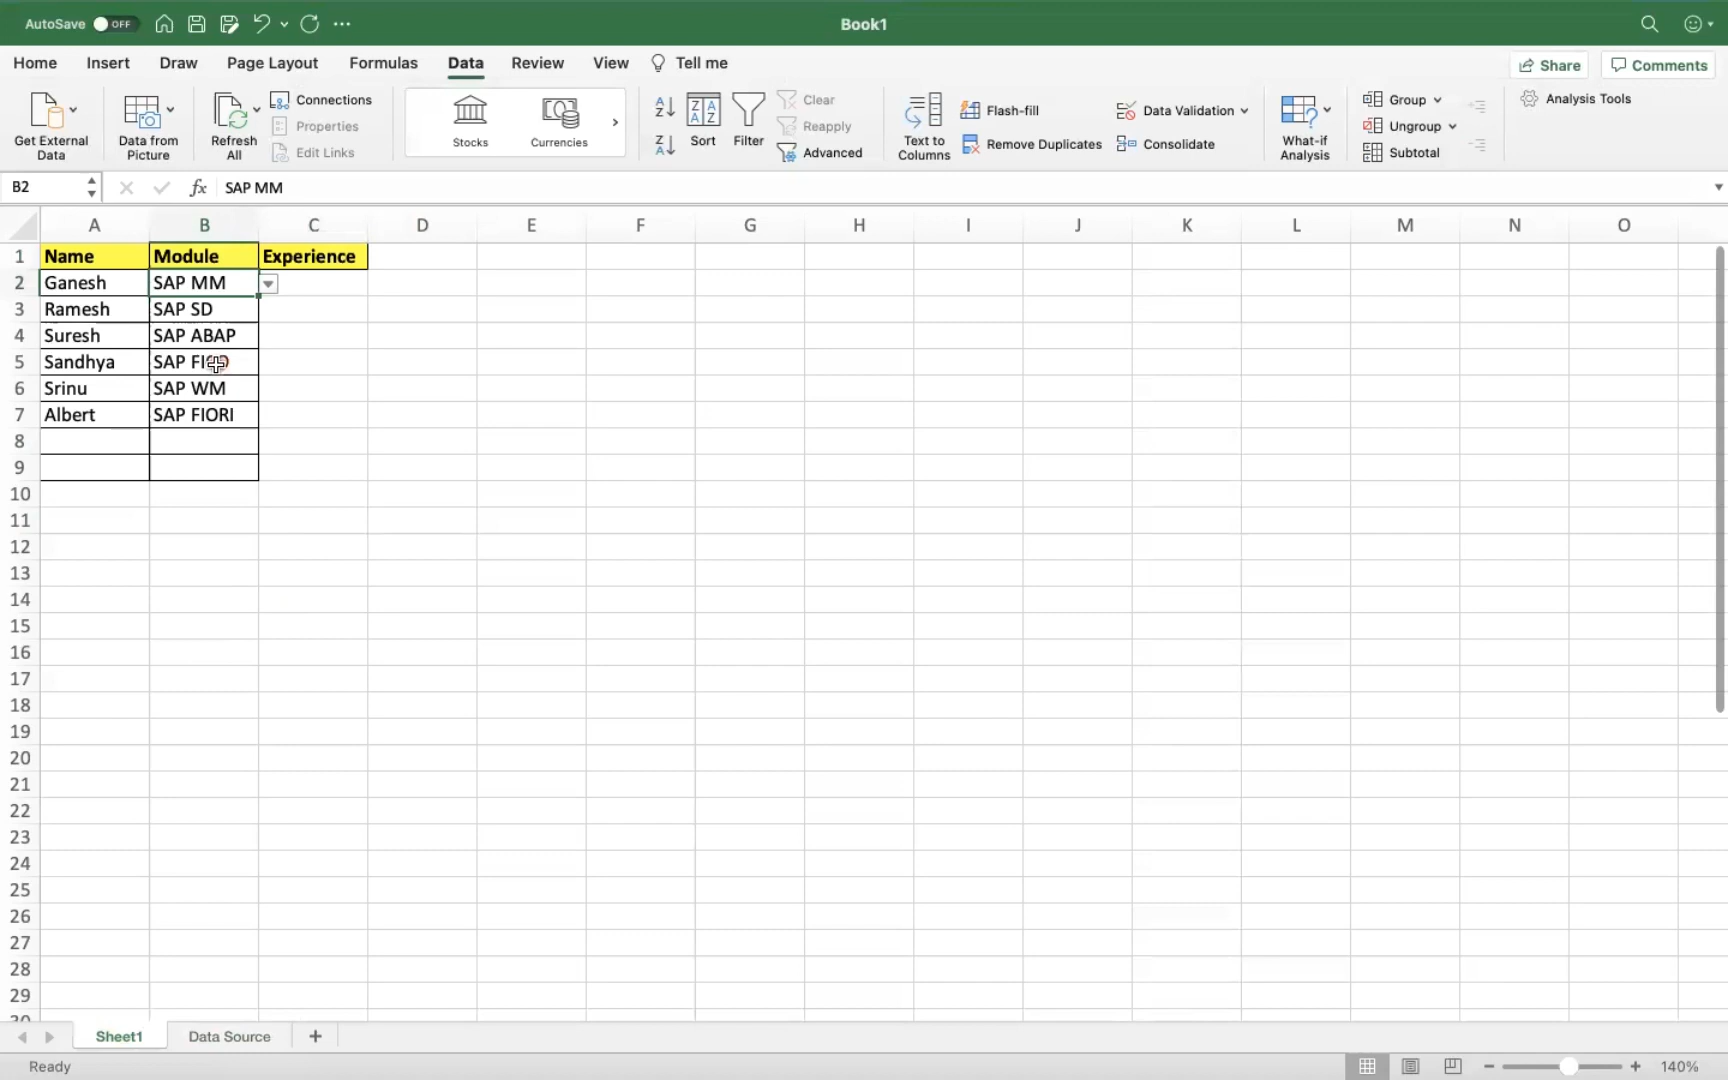 AutoSave OFF Book1
Home Insert Draw Page Layout Formulas Data Review View Tell me Share Comments
Get External Data
Data from Picture
Refresh All
Connections
Properties
Edit Links
Stocks
Currencies
Sort
Filter
Clear
Reapply
Advanced
Text to Columns
Flash-fill
Remove Duplicates
Data Validation
Consolidate
What-if Analysis
Group
Ungroup
Subtotal
Analysis Tools
B2 fx SAP MM
A B C D E F G H I J K L M N O
1 Name Module Experience
2 Ganesh SAP MM
3 Ramesh SAP SD
4 Suresh SAP ABAP
5 Sandhya SAP
6 Srinu SAP WM
7 Albert SAP FIORI
8
9
10
11
12
13
14
15
16
17
18
19
20
21
22
23
24
25
26
27
28
29
Sheet1 Data Source +
Ready 140%